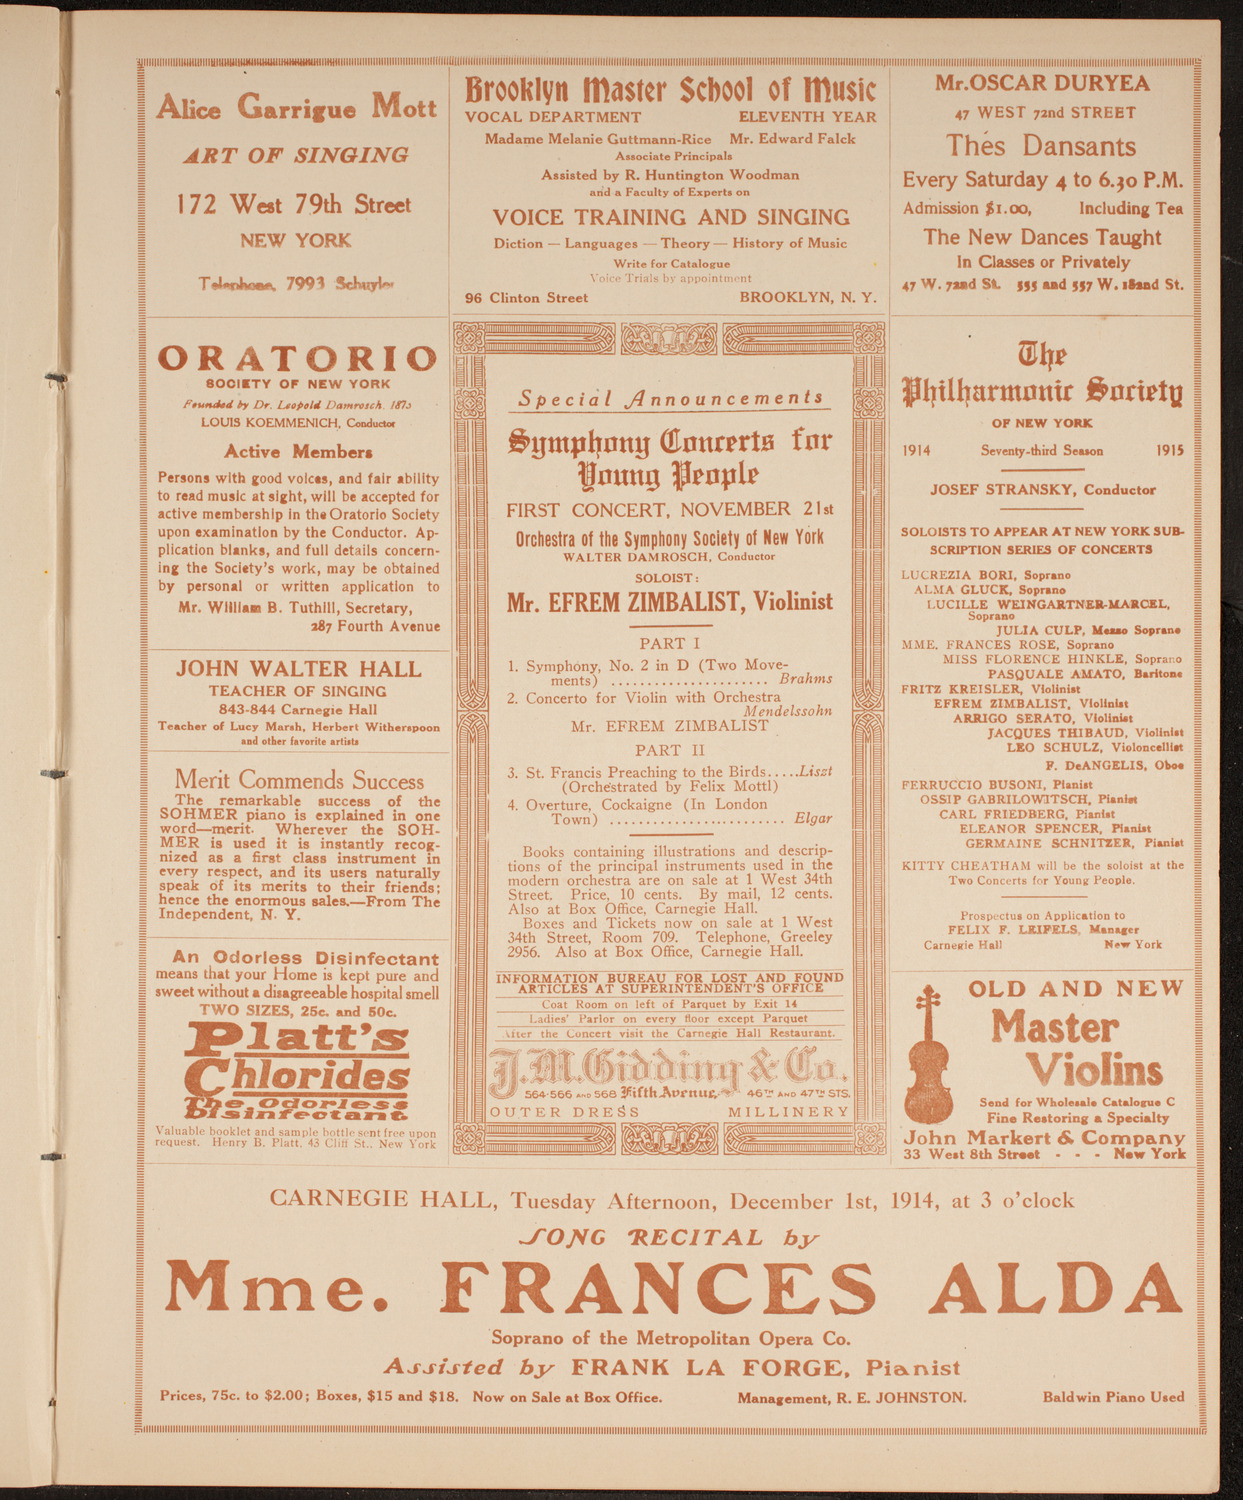 Alice Garrigue Mott
ART OF SINGING
172 West 79th Street
NEW YORK
Telephone, 7993 Schuyler
Brooklyn Master School of Music
VOCAL DEPARTMENT ELEVENTH YEAR
Madame Melanie Guttmann-Rice Mr. Edward Falck
Associate Principals
Assisted by R. Huntington Woodman
and a Faculty of Experts on
VOICE TRAINING AND SINGING
Diction — Languages — Theory — History of Music
Write for Catalogue
Voice Trials by appointment
96 Clinton Street BROOKLYN, N. Y.
Mr. OSCAR DURYEA
47 WEST 72nd STREET
Thés Dansants
Every Saturday 4 to 6.30 P.M.
Admission $1.00, Including Tea
The New Dances Taught
In Classes or Privately
47 W. 72nd St. 555 and 557 W. 182nd St.
ORATORIO
SOCIETY OF NEW YORK
Founded by Dr. Leopold Damrosch, 1873
LOUIS KOEMMENICH, Conductor
Active Members
Persons with good voices, and fair ability
to read music at sight, will be accepted for
active membership in the Oratorio Society
upon examination by the Conductor. Ap-
plication blanks, and full details concern-
ing the Society's work, may be obtained
by personal or written application to
Mr. William B. Tuthill, Secretary,
287 Fourth Avenue
JOHN WALTER HALL
TEACHER OF SINGING
843-844 Carnegie Hall
Teacher of Lucy Marsh, Herbert Witherspoon
and other favorite artists
Merit Commends Success
The remarkable success of the
SOHMER piano is explained in one
word—merit. Wherever the SOH-
MER is used it is instantly recog-
nized as a first class instrument in
every respect, and its users naturally
speak of its merits to their friends;
hence the enormous sales.—From The
Independent, N. Y.
An Odorless Disinfectant
means that your Home is kept pure and
sweet without a disagreeable hospital smell
TWO SIZES, 25c. and 50c.
Platt's
Chlorides
The Odorless
Disinfectant.
Valuable booklet and sample bottle sent free upon
request. Henry B. Platt, 43 Cliff St., New York
Special Announcements
Symphony Concerts for
Young People
FIRST CONCERT, NOVEMBER 21st
Orchestra of the Symphony Society of New York
WALTER DAMROSCH, Conductor
SOLOIST:
Mr. EFREM ZIMBALIST, Violinist
PART I
1. Symphony, No. 2 in D (Two Move-
ments) ...................... Brahms
2. Concerto for Violin with Orchestra
Mendelssohn
Mr. EFREM ZIMBALIST
PART II
3. St. Francis Preaching to the Birds.....Liszt
(Orchestrated by Felix Mottl)
4. Overture, Cockaigne (In London
Town) ........................ Elgar
Books containing illustrations and descrip-
tions of the principal instruments used in the
modern orchestra are on sale at 1 West 34th
Street. Price, 10 cents. By mail, 12 cents.
Also at Box Office, Carnegie Hall.
Boxes and Tickets now on sale at 1 West
34th Street, Room 709. Telephone, Greeley
2956. Also at Box Office, Carnegie Hall.
INFORMATION BUREAU FOR LOST AND FOUND
ARTICLES AT SUPERINTENDENT'S OFFICE
Coat Room on left of Parquet by Exit 14
Ladies' Parlor on every floor except Parquet
After the Concert visit the Carnegie Hall Restaurant.
J.M. Gidding & Co.
564-566 AND 568 Fifth Avenue, 46TH AND 47TH STS.
OUTER DRESS MILLINERY
The
Philharmonic Society
OF NEW YORK
1914 Seventy-third Season 1915
JOSEF STRANSKY, Conductor
SOLOISTS TO APPEAR AT NEW YORK SUB-
SCRIPTION SERIES OF CONCERTS
LUCREZIA BORI, Soprano
ALMA GLUCK, Soprano
LUCILLE WEINGARTNER-MARCEL,
Soprano
JULIA CULP, Mezzo Soprano
MME. FRANCES ROSE, Soprano
MISS FLORENCE HINKLE, Soprano
PASQUALE AMATO, Baritone
FRITZ KREISLER, Violinist
EFREM ZIMBALIST, Violinist
ARRIGO SERATO, Violinist
JACQUES THIBAUD, Violinist
LEO SCHULZ, Violoncellist
F. DeANGELIS, Oboe
FERRUCCIO BUSONI, Pianist
OSSIP GABRILOWITSCH, Pianist
CARL FRIEDBERG, Pianist
ELEANOR SPENCER, Pianist
GERMAINE SCHNITZER, Pianist
KITTY CHEATHAM will be the soloist at the
Two Concerts for Young People.
Prospectus on Application to
FELIX F. LEIFELS, Manager
Carnegie Hall New York
OLD AND NEW
Master
Violins
Send for Wholesale Catalogue C
Fine Restoring a Specialty
John Markert & Company
33 West 8th Street - - - New York
CARNEGIE HALL, Tuesday Afternoon, December 1st, 1914, at 3 o'clock
SONG RECITAL by
Mme. FRANCES ALDA
Soprano of the Metropolitan Opera Co.
Assisted by FRANK LA FORGE, Pianist
Prices, 75c. to $2.00; Boxes, $15 and $18. Now on Sale at Box Office. Management, R. E. JOHNSTON. Baldwin Piano Used